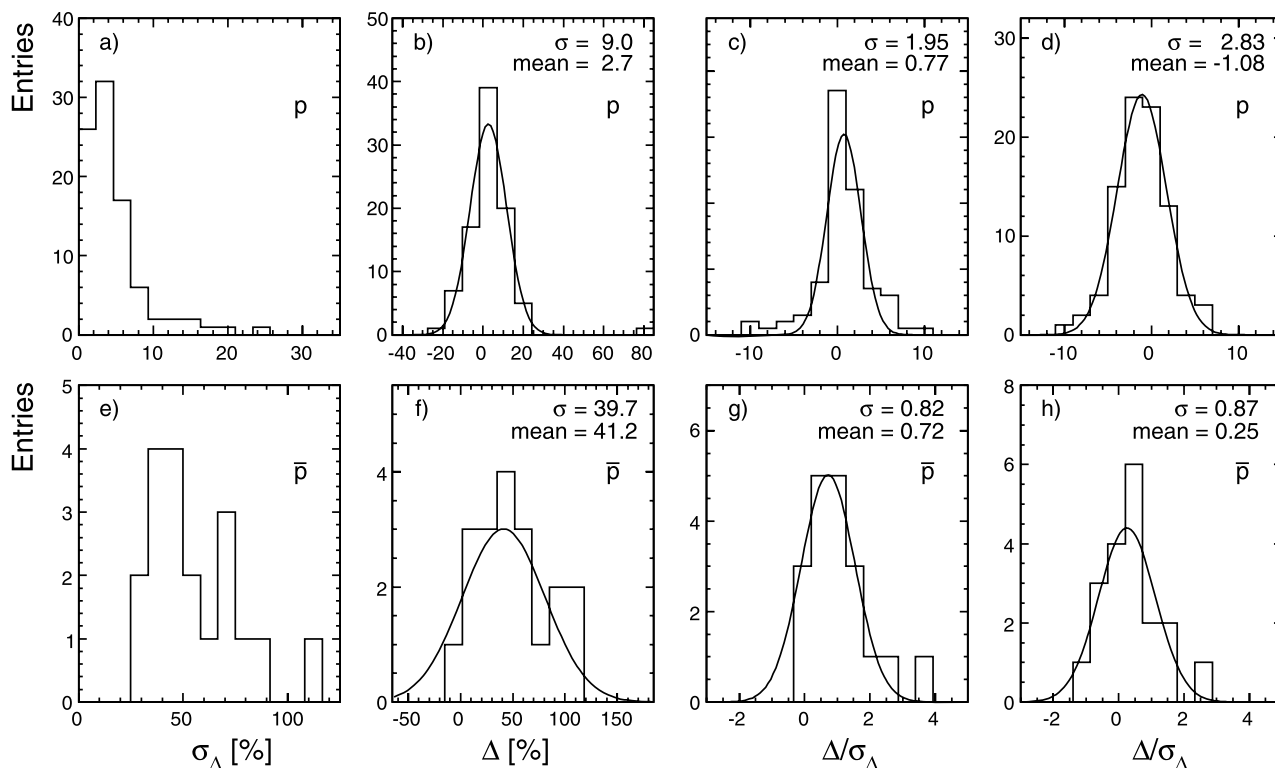 Entries
a)
p
40
30
20
10
0
0 10 20 30
b)
σ = 9.0
mean = 2.7
p
50
40
30
20
10
0
-40 -20 0 20 40 60 80
c)
σ = 1.95
mean = 0.77
p
0
-10 0 10
d)
σ = 2.83
mean = -1.08
p
30
20
10
0
-10 0 10
Entries
e)
p̅
5
4
3
2
1
0
0 50 100
σΔ [%]
f)
σ = 39.7
mean = 41.2
p̅
4
2
0
-50 0 50 100 150
Δ [%]
g)
σ = 0.82
mean = 0.72
p̅
6
4
2
0
-2 0 2 4
Δ/σΔ
h)
σ = 0.87
mean = 0.25
p̅
8
6
4
2
0
-2 0 2 4
Δ/σΔ